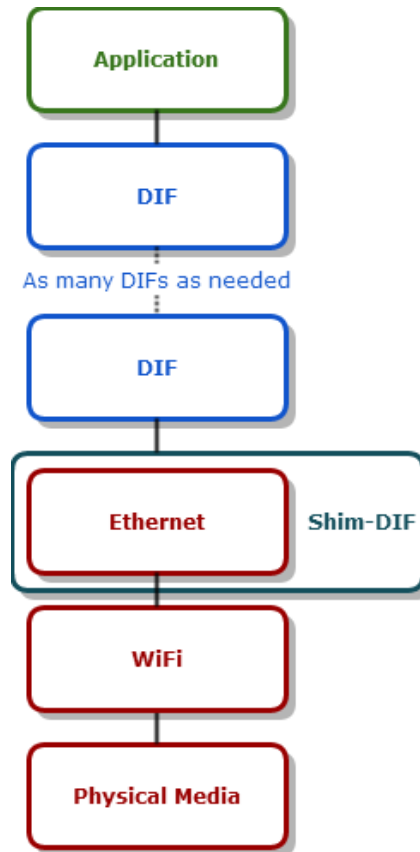 Application
DIF
As many DIFs as needed
DIF
Ethernet
Shim-DIF
WiFi
Physical Media